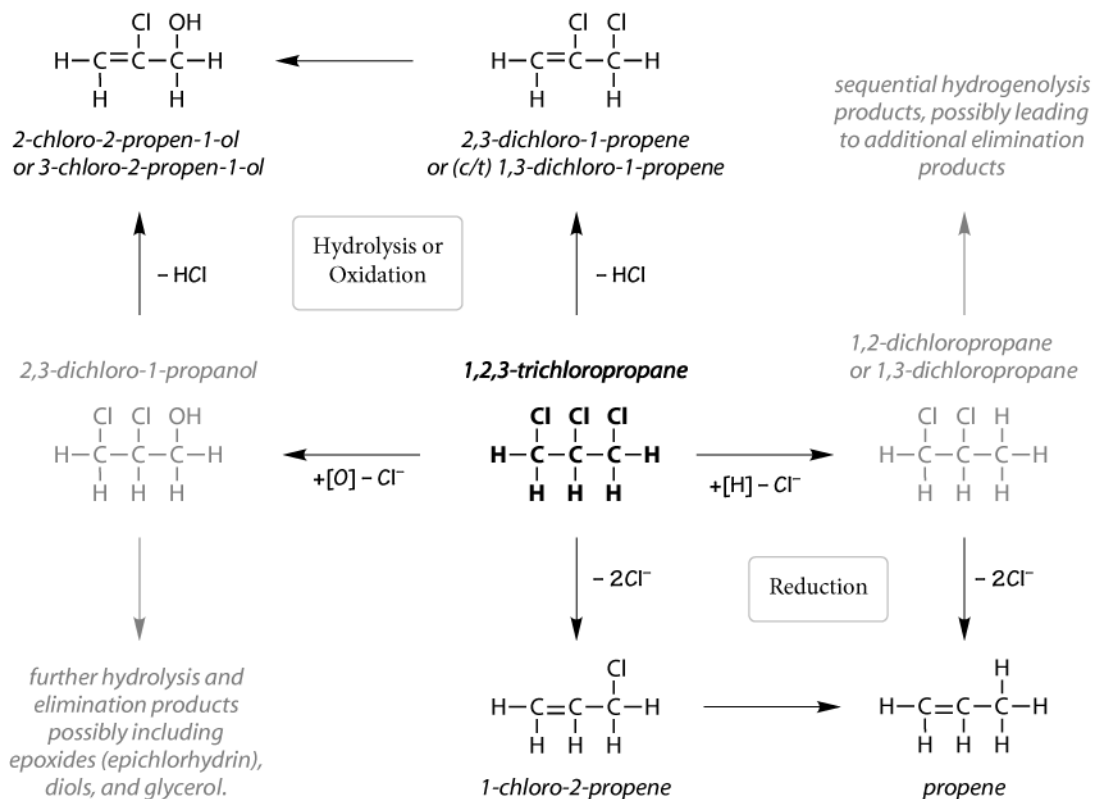 Cl OH
H–C=C–C–H
H H
2-chloro-2-propen-1-ol
or 3-chloro-2-propen-1-ol
Cl Cl
H–C=C–C–H
H H
2,3-dichloro-1-propene
or (c/t) 1,3-dichloro-1-propene
sequential hydrogenolysis
products, possibly leading
to additional elimination
products
Hydrolysis or
Oxidation
– HCl
– HCl
2,3-dichloro-1-propanol
Cl Cl OH
H–C–C–C–H
H H H
+[O] – Cl⁻
1,2,3-trichloropropane
Cl Cl Cl
H–C–C–C–H
H H H
+[H] – Cl⁻
1,2-dichloropropane
or 1,3-dichloropropane
Cl Cl H
H–C–C–C–H
H H H
– 2Cl⁻
Reduction
– 2Cl⁻
further hydrolysis and
elimination products
possibly including
epoxides (epichlorhydrin),
diols, and glycerol.
Cl
H–C=C–C–H
H H H
1-chloro-2-propene
H
H–C=C–C–H
H H H
propene